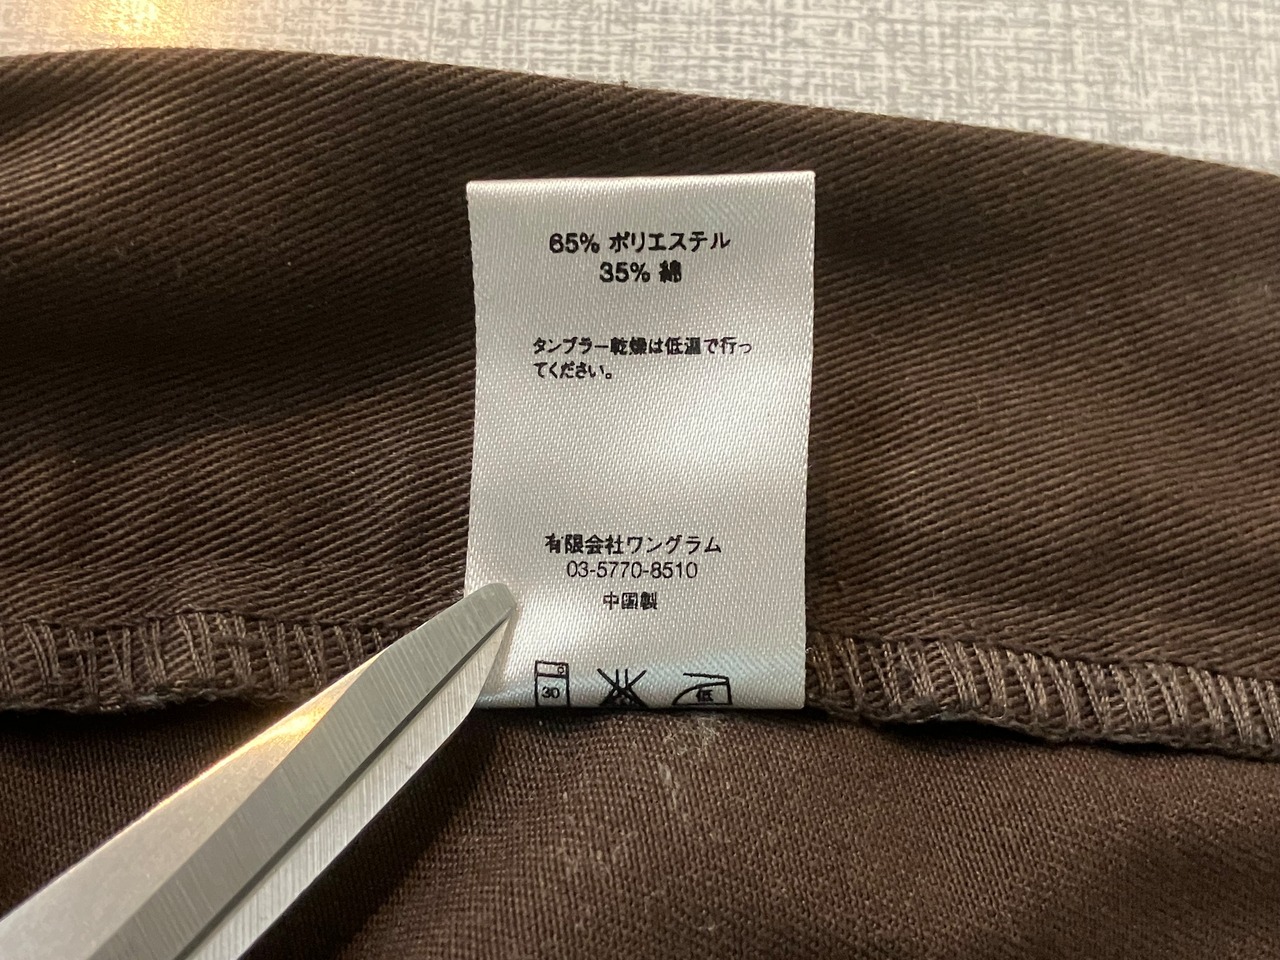 65% ポリエステル
35% 綿
タンブラー乾燥は低温で行っ
てください。
有限会社ワングラム
03-5770-8510
中国製
30
低